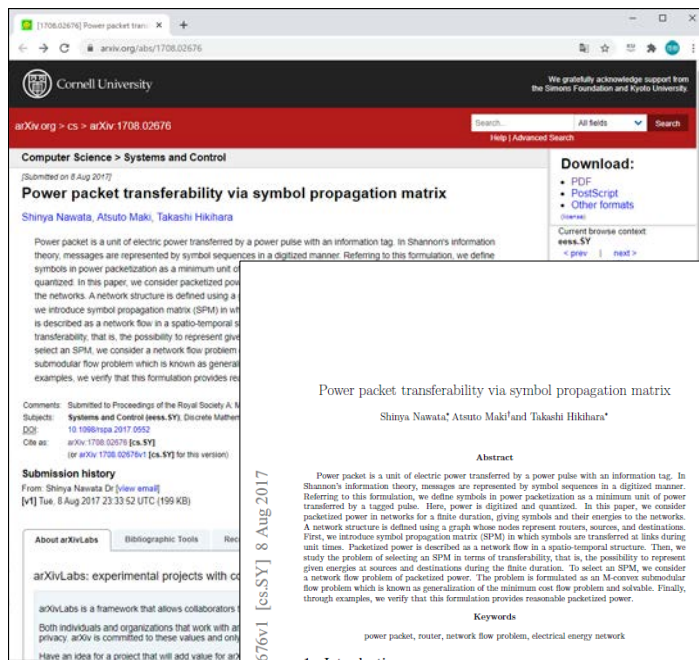 [1708.02676] Power packet trans
arxiv.org/abs/1708.02676
Cornell University
We gratefully acknowledge support from
the Simons Foundation and Kyoto University.
arXiv.org > cs > arXiv:1708.02676
Search...
All fields
Search
Help | Advanced Search
Computer Science > Systems and Control
[Submitted on 8 Aug 2017]
Power packet transferability via symbol propagation matrix
Shinya Nawata, Atsuto Maki, Takashi Hikihara
Power packet is a unit of electric power transferred by a power pulse with an information tag. In Shannon's information
theory, messages are represented by symbol sequences in a digitized manner. Referring to this formulation, we define
symbols in power packetization as a minimum unit of
quantized. In this paper, we consider packetized pow
the networks. A network structure is defined using a
we introduce symbol propagation matrix (SPM) in wh
is described as a network flow in a spatio-temporal s
transferability, that is, the possibility to represent give
select an SPM, we consider a network flow problem
submodular flow problem which is known as general
examples, we verify that this formulation provides rea
Comments: Submitted to Proceedings of the Royal Society A: M
Subjects: Systems and Control (eess.SY); Discrete Mathem
DOI: 10.1098/rspa.2017.0552
Cite as: arXiv:1708.02676 [cs.SY]
(or arXiv:1708.02676v1 [cs.SY] for this version)
Submission history
From: Shinya Nawata Dr [view email]
[v1] Tue, 8 Aug 2017 23:33:52 UTC (199 KB)
About arXivLabs
Bibliographic Tools
Rec
arXivLabs: experimental projects with co
arXivLabs is a framework that allows collaborators t
Both individuals and organizations that work with ar
privacy. arXiv is committed to these values and only
Have an idea for a project that will add value for arX
Download:
PDF
PostScript
Other formats
(license)
Current browse context:
eess.SY
< prev | next >
676v1 [cs.SY] 8 Aug 2017
Power packet transferability via symbol propagation matrix
Shinya Nawata*, Atsuto Maki†and Takashi Hikihara*
Abstract
Power packet is a unit of electric power transferred by a power pulse with an information tag. In
Shannon's information theory, messages are represented by symbol sequences in a digitized manner.
Referring to this formulation, we define symbols in power packetization as a minimum unit of power
transferred by a tagged pulse. Here, power is digitized and quantized. In this paper, we consider
packetized power in networks for a finite duration, giving symbols and their energies to the networks.
A network structure is defined using a graph whose nodes represent routers, sources, and destinations.
First, we introduce symbol propagation matrix (SPM) in which symbols are transferred at links during
unit times. Packetized power is described as a network flow in a spatio-temporal structure. Then, we
study the problem of selecting an SPM in terms of transferability, that is, the possibility to represent
given energies at sources and destinations during the finite duration. To select an SPM, we consider
a network flow problem of packetized power. The problem is formulated as an M-convex submodular
flow problem which is known as generalization of the minimum cost flow problem and solvable. Finally,
through examples, we verify that this formulation provides reasonable packetized power.
Keywords
power packet, router, network flow problem, electrical energy network